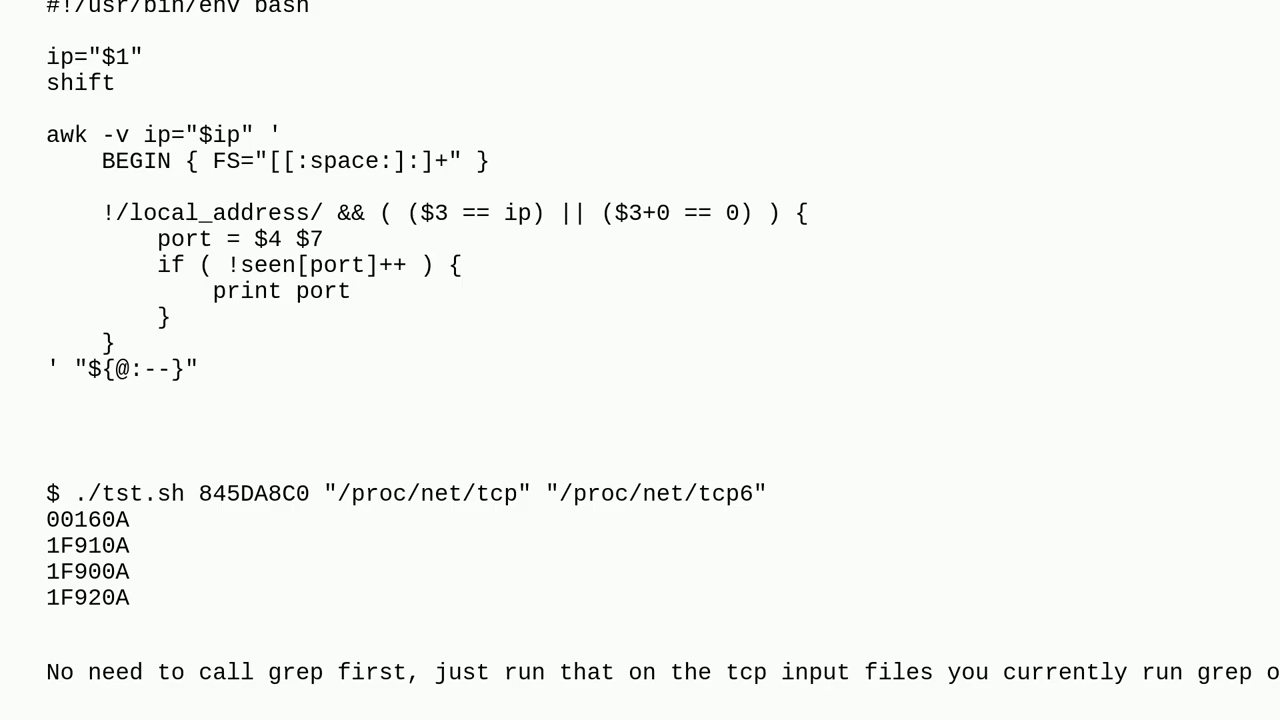 #!/usr/bin/env bash
ip="$1"
shift
awk -v ip="$ip" '
    BEGIN { FS="[[:space:]:]+" }
    !/local_address/ && ( ($3 == ip) || ($3+0 == 0) ) {
        port = $4 $7
        if ( !seen[port]++ ) {
            print port
        }
    }
' "${@:--}"
$ ./tst.sh 845DA8C0 "/proc/net/tcp" "/proc/net/tcp6"
00160A
1F910A
1F900A
1F920A
No need to call grep first, just run that on the tcp input files you currently run grep o